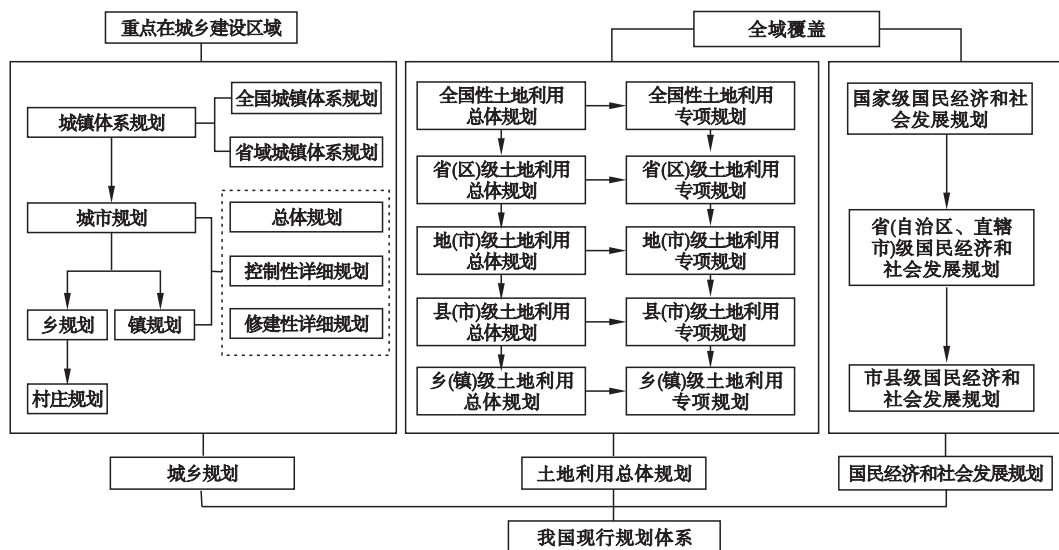 重点在城乡建设区域
全域覆盖
城镇体系规划
全国城镇体系规划
省域城镇体系规划
城市规划
总体规划
控制性详细规划
修建性详细规划
乡规划
镇规划
村庄规划
全国性土地利用
总体规划
全国性土地利用
专项规划
省(区)级土地利用
总体规划
省(区)级土地利用
专项规划
地(市)级土地利用
总体规划
地(市)级土地利用
专项规划
县(市)级土地利用
总体规划
县(市)级土地利用
专项规划
乡(镇)级土地利用
总体规划
乡(镇)级土地利用
专项规划
国家级国民经济和社
会发展规划
省(自治区、直辖
市)级国民经济和
社会发展规划
市县级国民经济和
社会发展规划
城乡规划
土地利用总体规划
国民经济和社会发展规划
我国现行规划体系